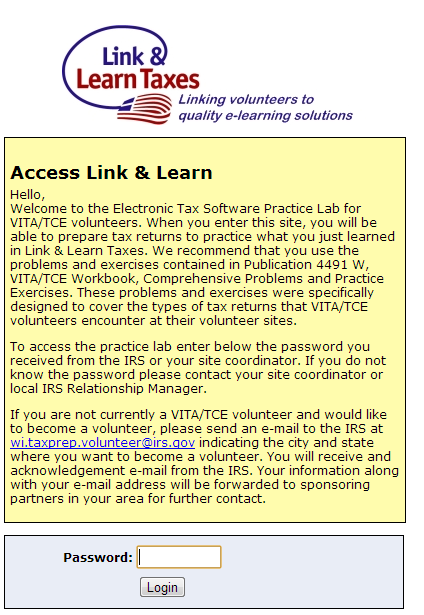 Link &
Learn Taxes
Linking volunteers to
quality e-learning solutions
Access Link & Learn
Hello,
Welcome to the Electronic Tax Software Practice Lab for
VITA/TCE volunteers. When you enter this site, you will be
able to prepare tax returns to practice what you just learned
in Link & Learn Taxes. We recommend that you use the
problems and exercises contained in Publication 4491 W,
VITA/TCE Workbook, Comprehensive Problems and Practice
Exercises. These problems and exercises were specifically
designed to cover the types of tax returns that VITA/TCE
volunteers encounter at their volunteer sites.
To access the practice lab enter below the password you
received from the IRS or your site coordinator. If you do not
know the password please contact your site coordinator or
local IRS Relationship Manager.
If you are not currently a VITA/TCE volunteer and would like
to become a volunteer, please send an e-mail to the IRS at
wi.taxprep.volunteer@irs.gov indicating the city and state
where you want to become a volunteer. You will receive and
acknowledgement e-mail from the IRS. Your information along
with your e-mail address will be forwarded to sponsoring
partners in your area for further contact.
Password:
Login